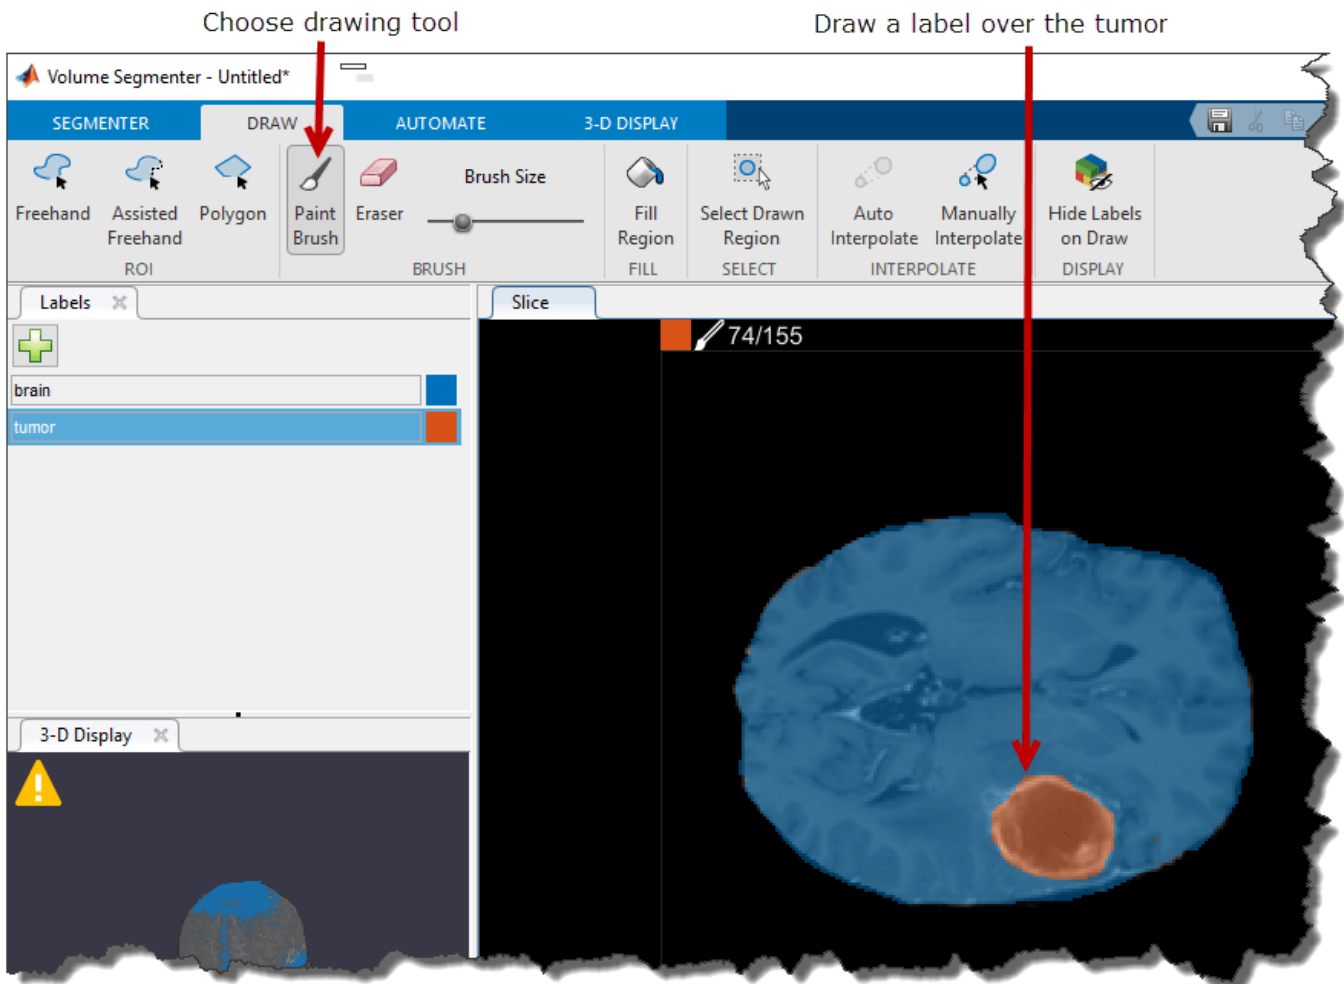 Choose drawing tool
Draw a label over the tumor
Volume Segmenter - Untitled*
SEGMENTER
DRAW
AUTOMATE
3-D DISPLAY
Freehand
Assisted
Freehand
Polygon
Paint
Brush
Eraser
Brush Size
Fill
Region
Select Drawn
Region
Auto
Interpolate
Manually
Interpolate
Hide Labels
on Draw
ROI
BRUSH
FILL
SELECT
INTERPOLATE
DISPLAY
Labels
Slice
74/155
brain
tumor
3-D Display